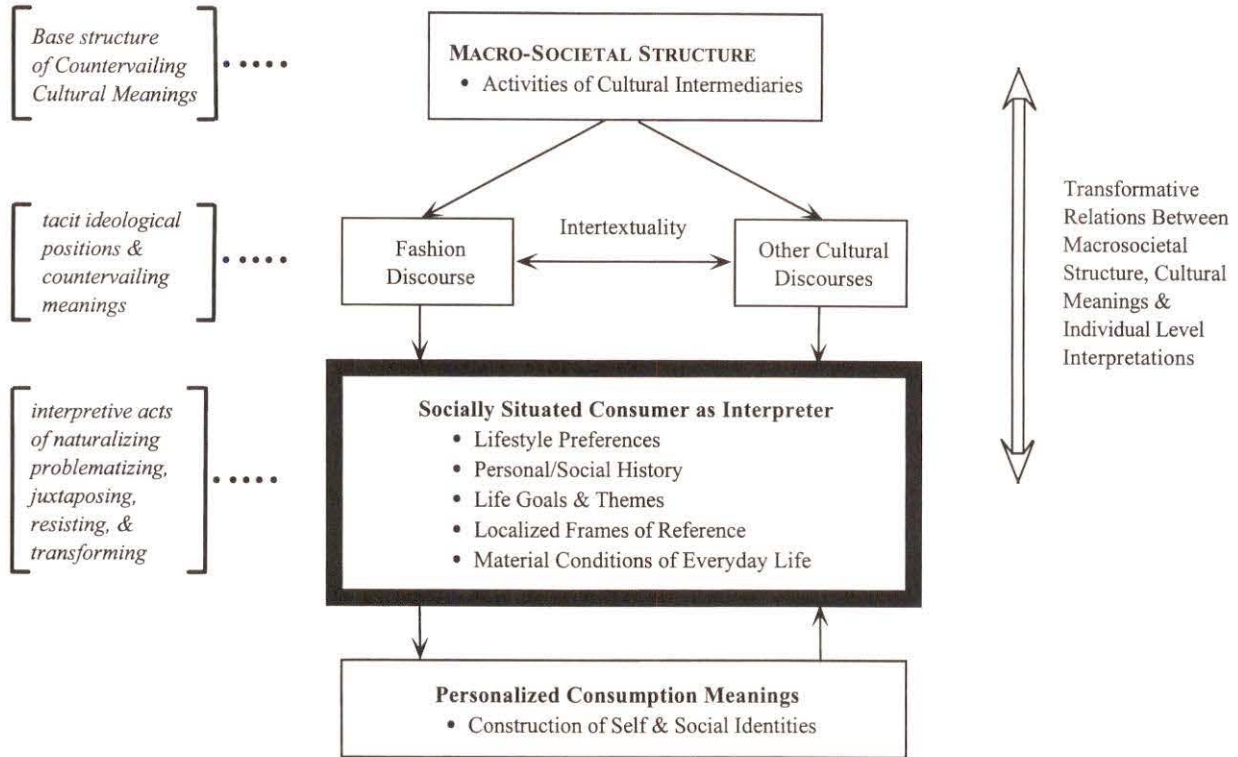 Base structure
of Countervailing
Cultural Meanings
MACRO-SOCIETAL STRUCTURE
• Activities of Cultural Intermediaries
tacit ideological
positions &
countervailing
meanings
Fashion
Discourse
Intertextuality
Other Cultural
Discourses
Transformative
Relations Between
Macrosocietal
Structure, Cultural
Meanings &
Individual Level
Interpretations
interpretive acts
of naturalizing
problematizing,
juxtaposing,
resisting, &
transforming
Socially Situated Consumer as Interpreter
• Lifestyle Preferences
• Personal/Social History
• Life Goals & Themes
• Localized Frames of Reference
• Material Conditions of Everyday Life
Personalized Consumption Meanings
• Construction of Self & Social Identities